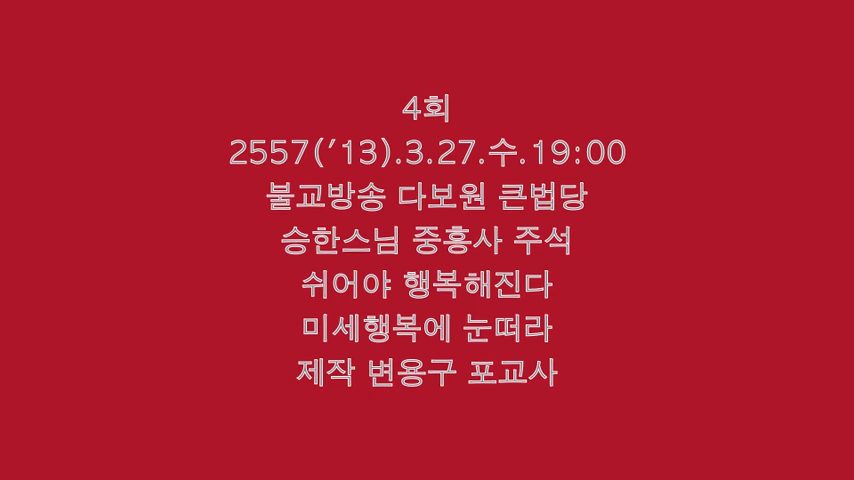 4회
2557(’13).3.27.수.19:00
불교방송 다보원 큰법당
승한스님 중흥사 주석
쉬어야 행복해진다
미세행복에 눈떠라
제작 변용구 포교사